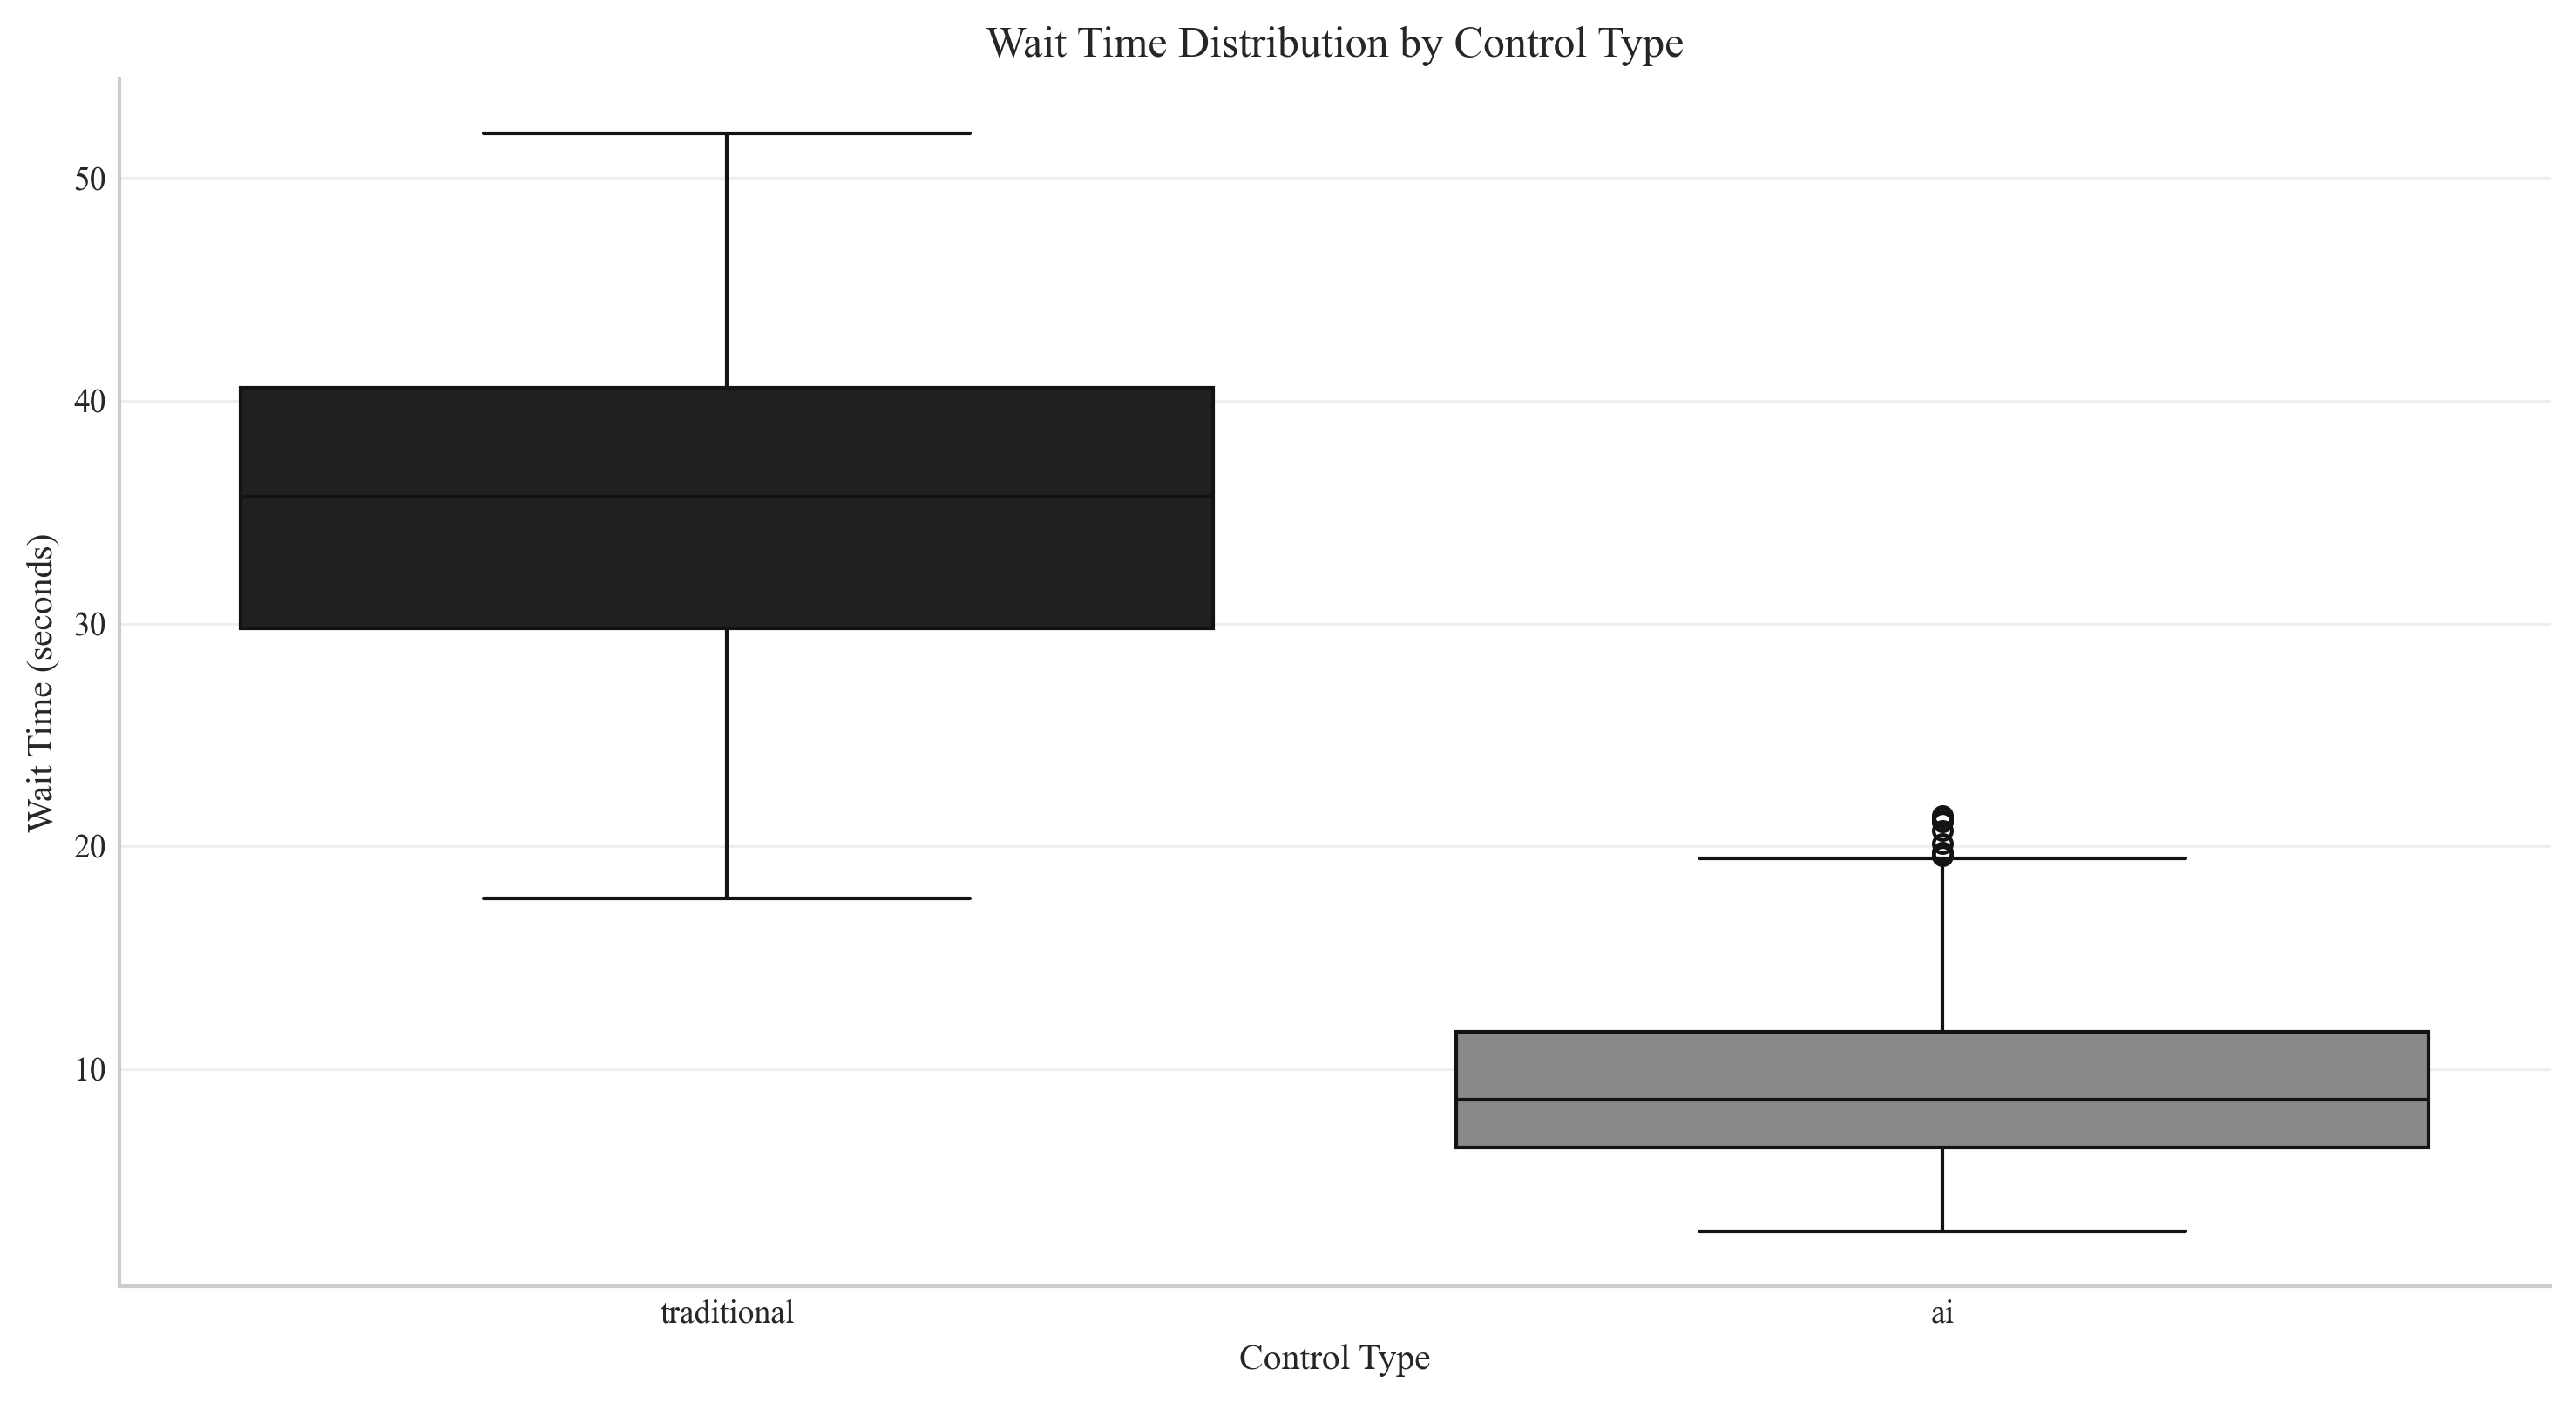 Wait Time Distribution by Control Type
Wait Time (seconds)
50
40
30
20
10
traditional
ai
Control Type